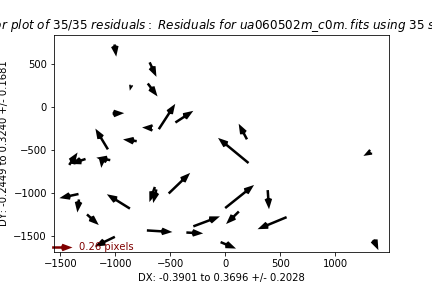 or plot of 35/35 residuals: Residuals for ua060502m_c0m.fits using 35 s
DY: -0.2449 to 0.3240 +/- 0.1681
500
0
−500
−1000
−1500
0.26 pixels
−1500 −1000 −500 0 500 1000
DX: -0.3901 to 0.3696 +/- 0.2028